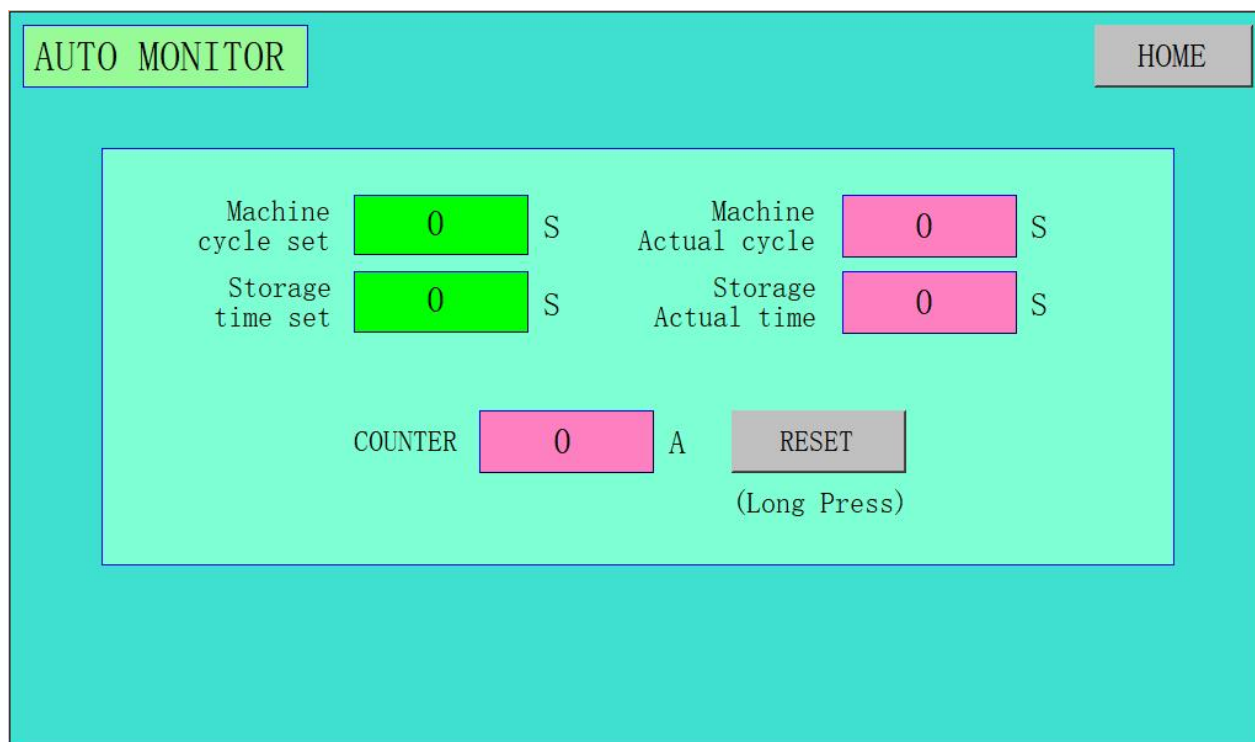 AUTO MONITOR
HOME
Machine
cycle set
0
S
Machine
Actual cycle
0
S
Storage
time set
0
S
Storage
Actual time
0
S
COUNTER
0
A
RESET
(Long Press)